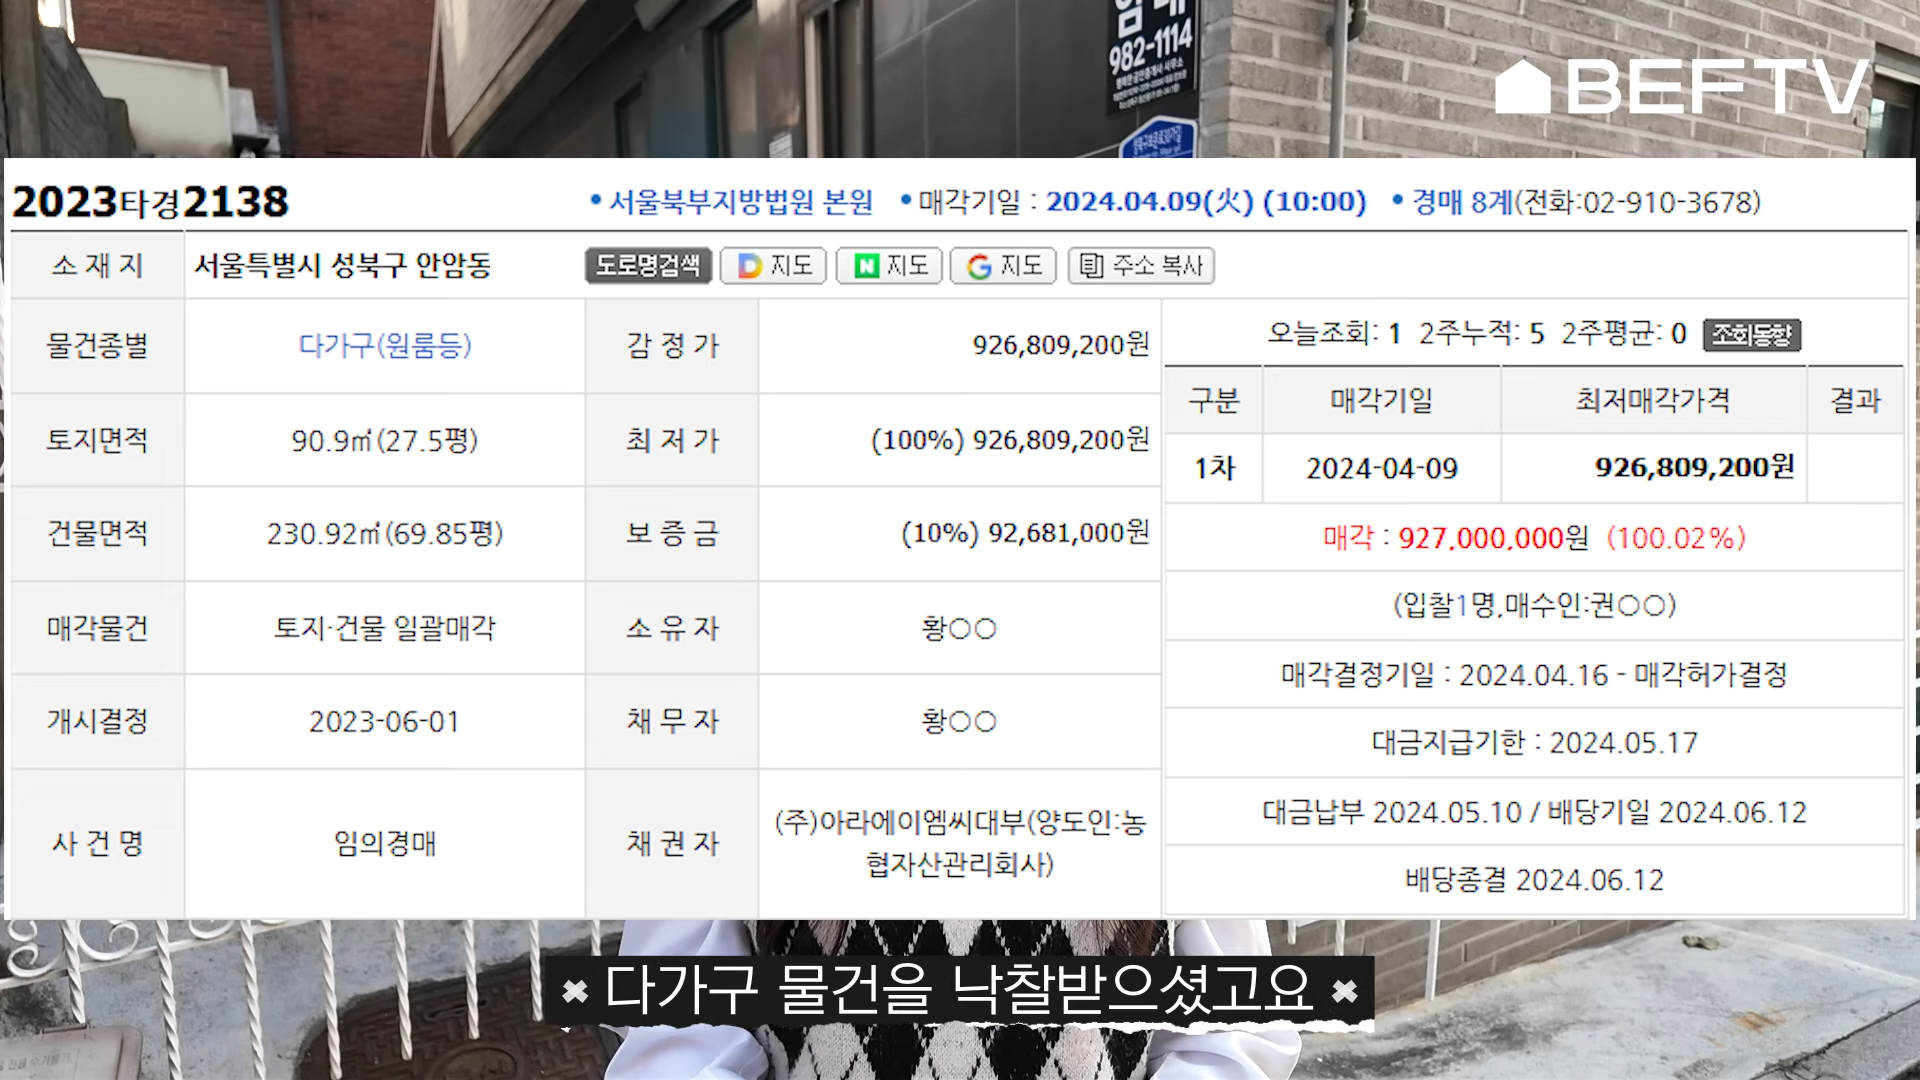 임대
982-1114
BEFTV
2023타경2138
• 서울북부지방법원 본원 • 매각기일 : 2024.04.09(火) (10:00) • 경매 8계(전화:02-910-3678)
소 재 지 서울특별시 성북구 안암동 도로명검색 D 지도 N 지도 G 지도 주소 복사
물건종별 다가구(원룸등) 감 정 가 926,809,200원
오늘조회: 1 2주누적: 5 2주평균: 0 조회동향
구분 매각기일 최저매각가격 결과
토지면적 90.9㎡(27.5평) 최 저 가 (100%) 926,809,200원
1차 2024-04-09 926,809,200원
건물면적 230.92㎡(69.85평) 보 증 금 (10%) 92,681,000원
매각 : 927,000,000원 (100.02%)
(입찰1명,매수인:권○○)
매각물건 토지·건물 일괄매각 소 유 자 황○○
매각결정기일 : 2024.04.16 - 매각허가결정
개시결정 2023-06-01 채 무 자 황○○
대금지급기한 : 2024.05.17
사 건 명 임의경매 채 권 자 (주)아라에이엠씨대부(양도인:농
협자산관리회사)
대금납부 2024.05.10 / 배당기일 2024.06.12
배당종결 2024.06.12
다가구 물건을 낙찰받으셨고요